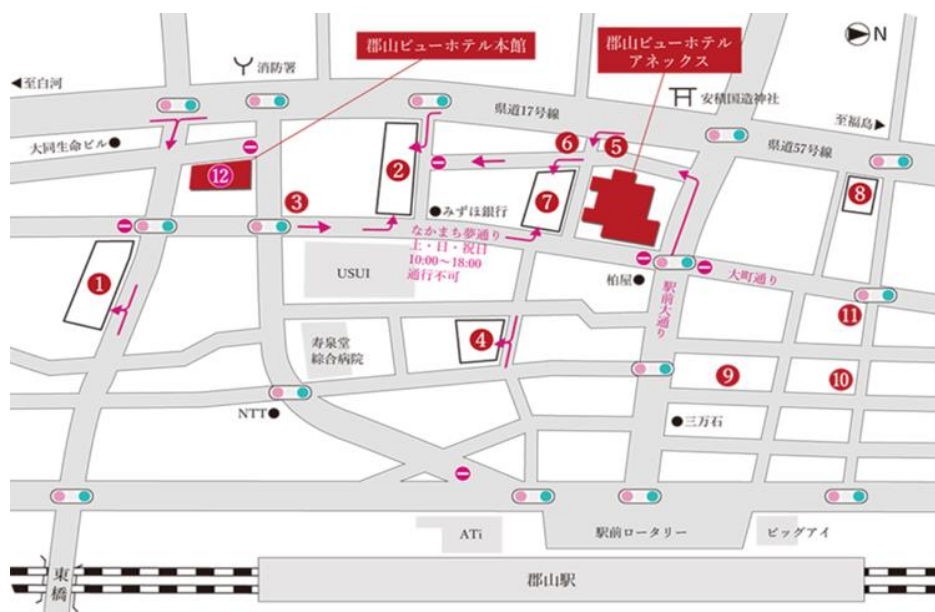 郡山ビューホテル本館
郡山ビューホテル
アネックス
N
消防署
◀至白河
安積国造神社
県道17号線
至福島▶
大同生命ビル
県道57号線
12
2
6
5
7
8
3
みずほ銀行
なかまち夢通り
土・日・祝日
10:00〜18:00
通行不可
USUI
1
柏屋
大町通り
駅前大通り
11
寿泉堂
綜合病院
4
9
10
NTT
三万石
ATi
駅前ロータリー
ビッグアイ
東橋
郡山駅